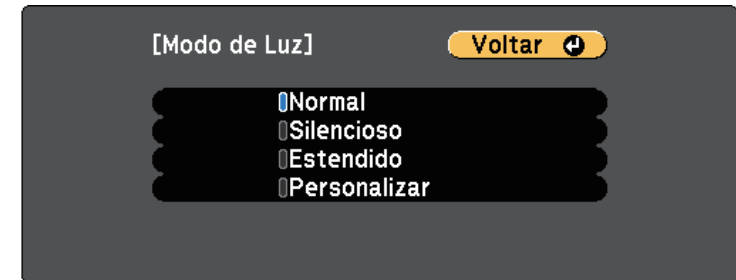 [Modo de Luz] Voltar
Normal
Silencioso
Estendido
Personalizar